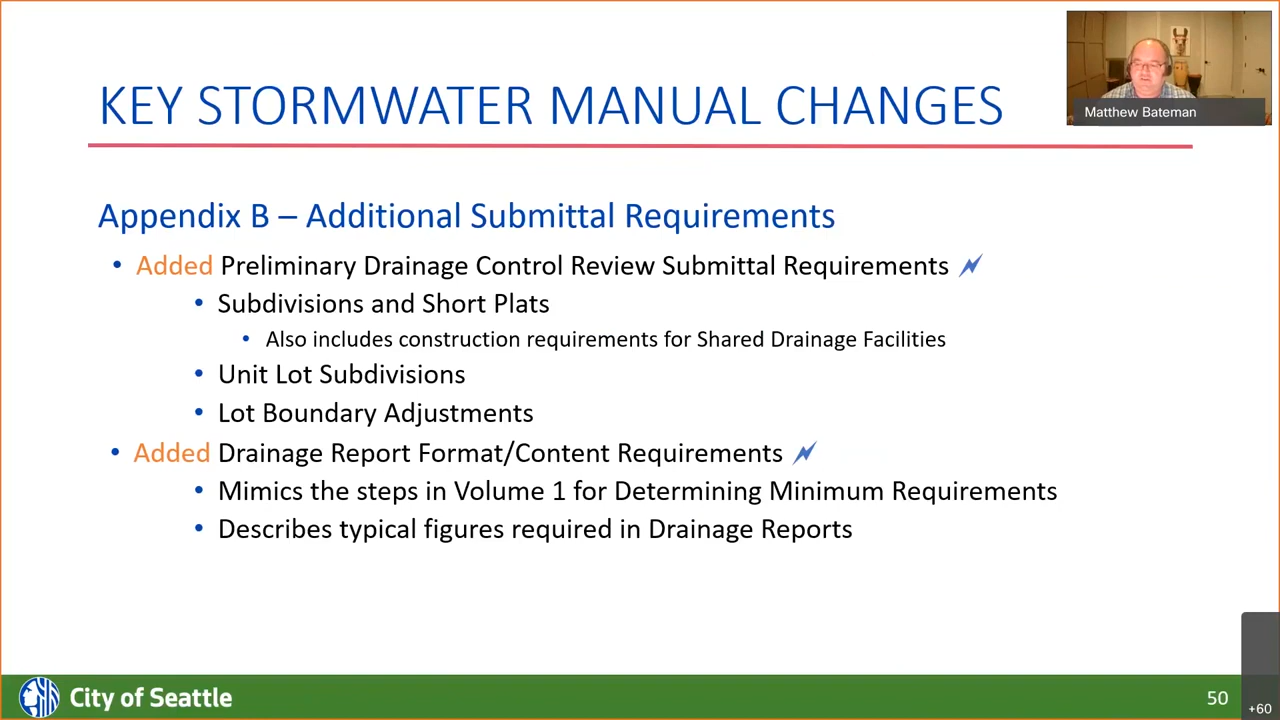 KEY STORMWATER MANUAL CHANGES
Matthew Bateman
Appendix B – Additional Submittal Requirements
• Added Preliminary Drainage Control Review Submittal Requirements
• Subdivisions and Short Plats
• Also includes construction requirements for Shared Drainage Facilities
• Unit Lot Subdivisions
• Lot Boundary Adjustments
• Added Drainage Report Format/Content Requirements
• Mimics the steps in Volume 1 for Determining Minimum Requirements
• Describes typical figures required in Drainage Reports
City of Seattle
50
+60